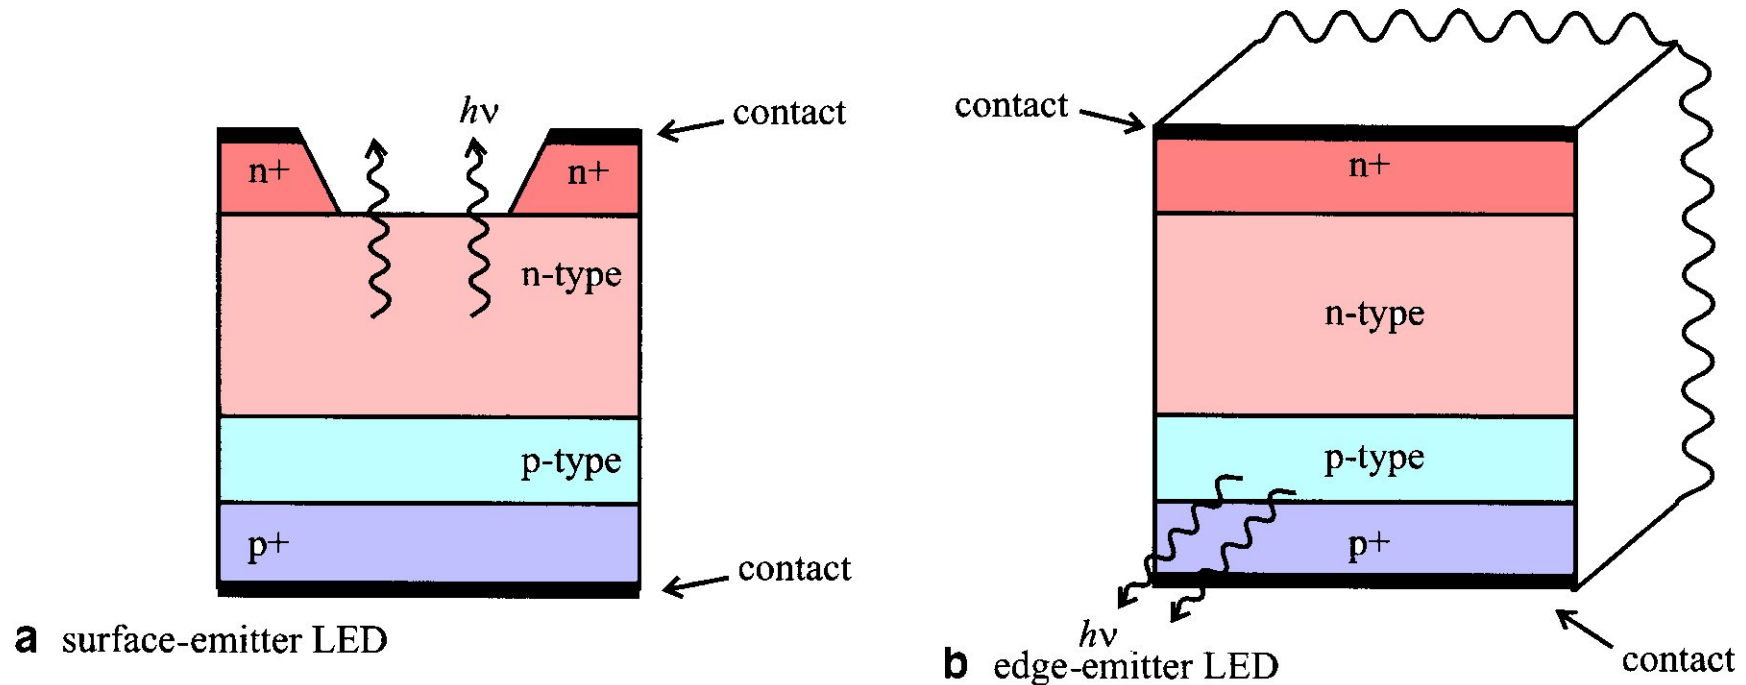 hν
contact
n+
n+
n-type
p-type
p+
contact
a surface-emitter LED
contact
n+
n-type
p-type
p+
hν
contact
b edge-emitter LED